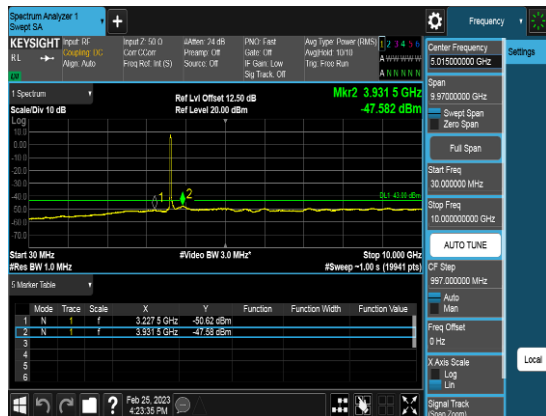 Spectrum Analyzer 1
Swept SA
Frequency
KEYSIGHT
RL
LV
Input: RF
Coupling: DC
Align: Auto
Input Z: 50 Ω
Corr CCorr
Freq Ref: Int (S)
#Atten: 24 dB
Preamp: Off
Source: Off
PNO: Fast
Gate: Off
IF Gain: Low
Sig Track: Off
Avg Type: Power (RMS)
Avg|Hold: 10/10
Trig: Free Run
1 2 3 4 5 6
A W W W W W
A N N N N N
1 Spectrum
Scale/Div 10 dB
Log
Ref Lvl Offset 12.50 dB
Ref Level 20.00 dBm
Mkr2 3.931 5 GHz
-47.582 dBm
10.0
0.00
-10.0
-20.0
-30.0
-40.0
-50.0
-60.0
-70.0
1
2
DL1 -43.00 dBm
Start 30 MHz
#Res BW 1.0 MHz
#Video BW 3.0 MHz*
Stop 10.000 GHz
#Sweep ~1.00 s (19941 pts)
5 Marker Table
Mode Trace Scale X Y Function Function Width Function Value
1 N 1 f 3.227 5 GHz -50.62 dBm
2 N 1 f 3.931 5 GHz -47.58 dBm
3
4
5
6
Feb 25, 2023
4:23:35 PM
Center Frequency
5.015000000 GHz
Span
9.97000000 GHz
Swept Span
Zero Span
Full Span
Start Freq
30.000000 MHz
Stop Freq
10.000000000 GHz
AUTO TUNE
CF Step
997.000000 MHz
Auto
Man
Freq Offset
0 Hz
X Axis Scale
Log
Lin
Signal Track
(Span Zoom)
Settings
Local